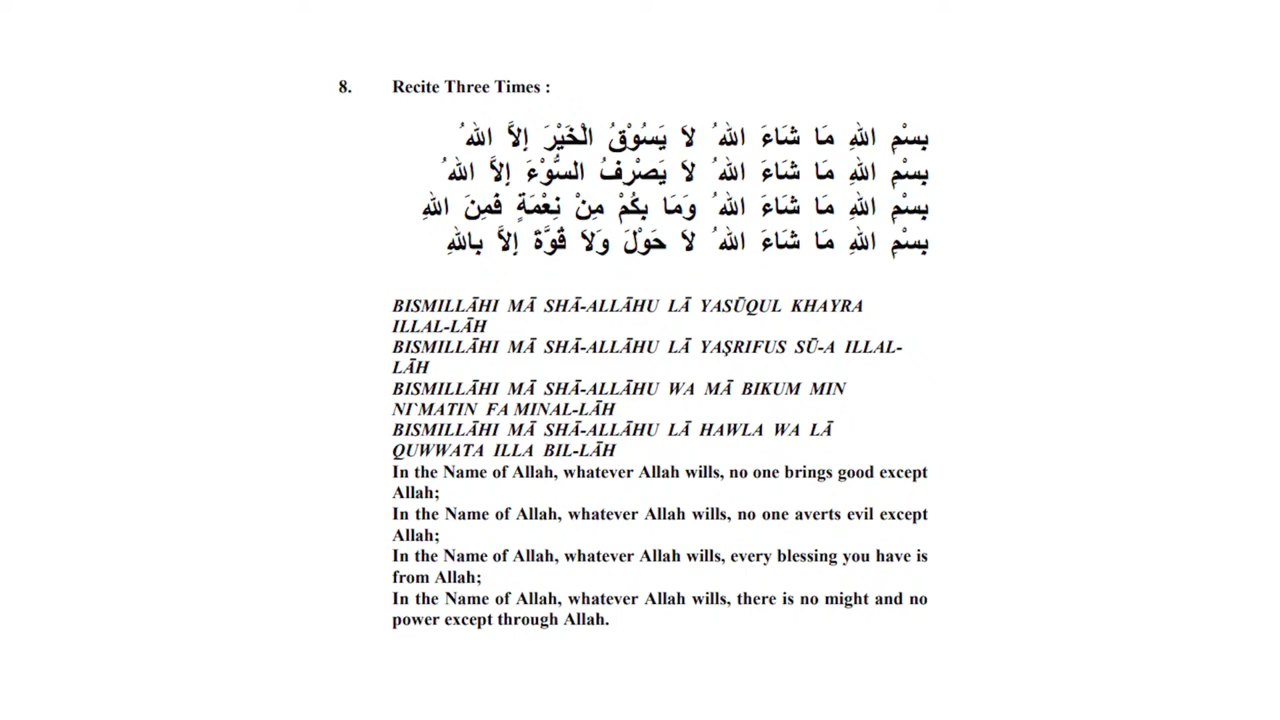 8. Recite Three Times :
بِسْمِ اللهِ مَا شَاءَ اللهُ لاَ يَسُوْقُ الْخَيْرَ إِلاَّ اللهُ
بِسْمِ اللهِ مَا شَاءَ اللهُ لاَ يَصْرِفُ السُّوْءَ إِلاَّ اللهُ
بِسْمِ اللهِ مَا شَاءَ اللهُ وَمَا بِكُمْ مِنْ نِعْمَةٍ فَمِنَ اللهِ
بِسْمِ اللهِ مَا شَاءَ اللهُ لاَ حَوْلَ وَلاَ قُوَّةَ إِلاَّ بِاللهِ
BISMILLĀHI MĀ SHĀ-ALLĀHU LĀ YASŪQUL KHAYRA
ILLAL-LĀH
BISMILLĀHI MĀ SHĀ-ALLĀHU LĀ YAṢRIFUS SŪ-A ILLAL-
LĀH
BISMILLĀHI MĀ SHĀ-ALLĀHU WA MĀ BIKUM MIN
NI`MATIN FA MINAL-LĀH
BISMILLĀHI MĀ SHĀ-ALLĀHU LĀ HAWLA WA LĀ
QUWWATA ILLA BIL-LĀH
In the Name of Allah, whatever Allah wills, no one brings good except
Allah;
In the Name of Allah, whatever Allah wills, no one averts evil except
Allah;
In the Name of Allah, whatever Allah wills, every blessing you have is
from Allah;
In the Name of Allah, whatever Allah wills, there is no might and no
power except through Allah.